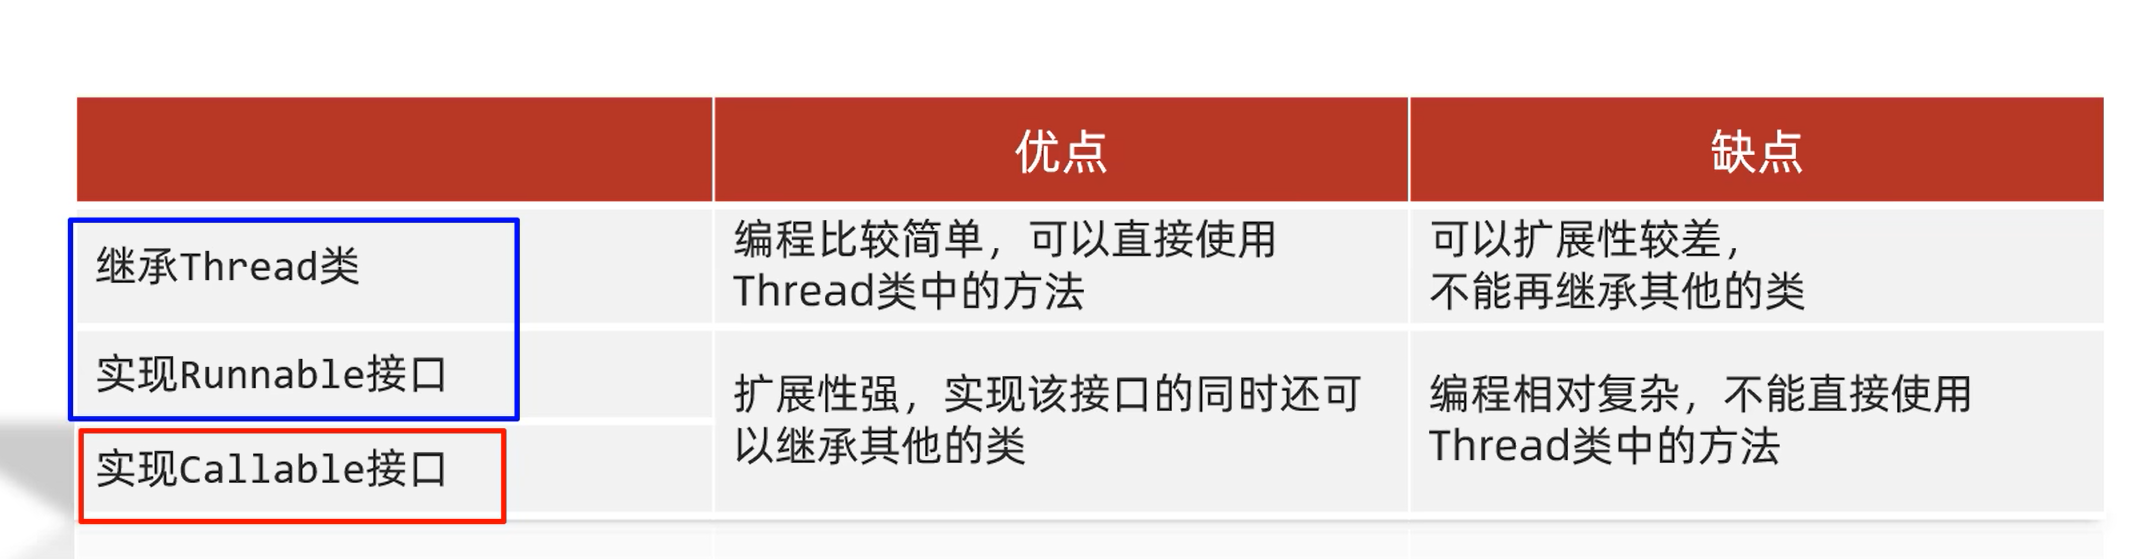 优点
缺点
继承Thread类
编程比较简单，可以直接使用
Thread类中的方法
可以扩展性较差，
不能再继承其他的类
实现Runnable接口
扩展性强，实现该接口的同时还可
以继承其他的类
编程相对复杂，不能直接使用
Thread类中的方法
实现Callable接口